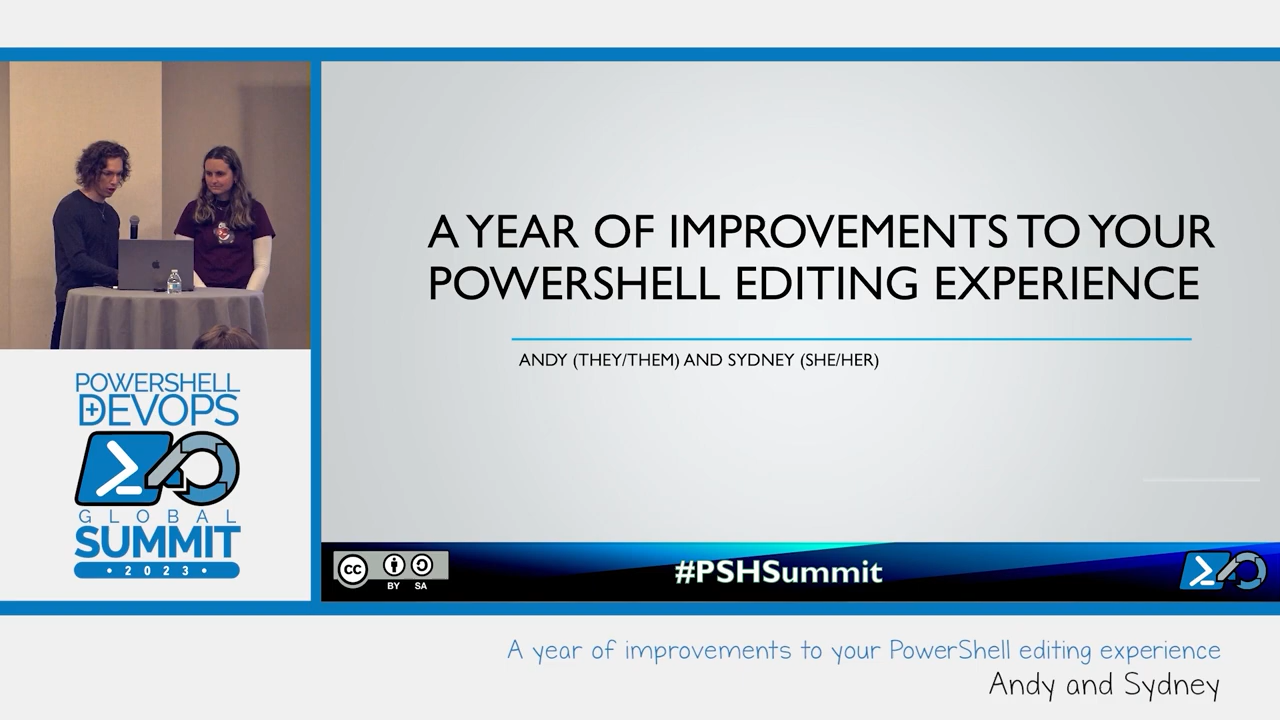 A YEAR OF IMPROVEMENTS TO YOUR
POWERSHELL EDITING EXPERIENCE
ANDY (THEY/THEM) AND SYDNEY (SHE/HER)
POWERSHELL
+DEVOPS
GLOBAL
SUMMIT
• 2023 •
cc
BY SA
#PSHSummit
A year of improvements to your PowerShell editing experience
Andy and Sydney